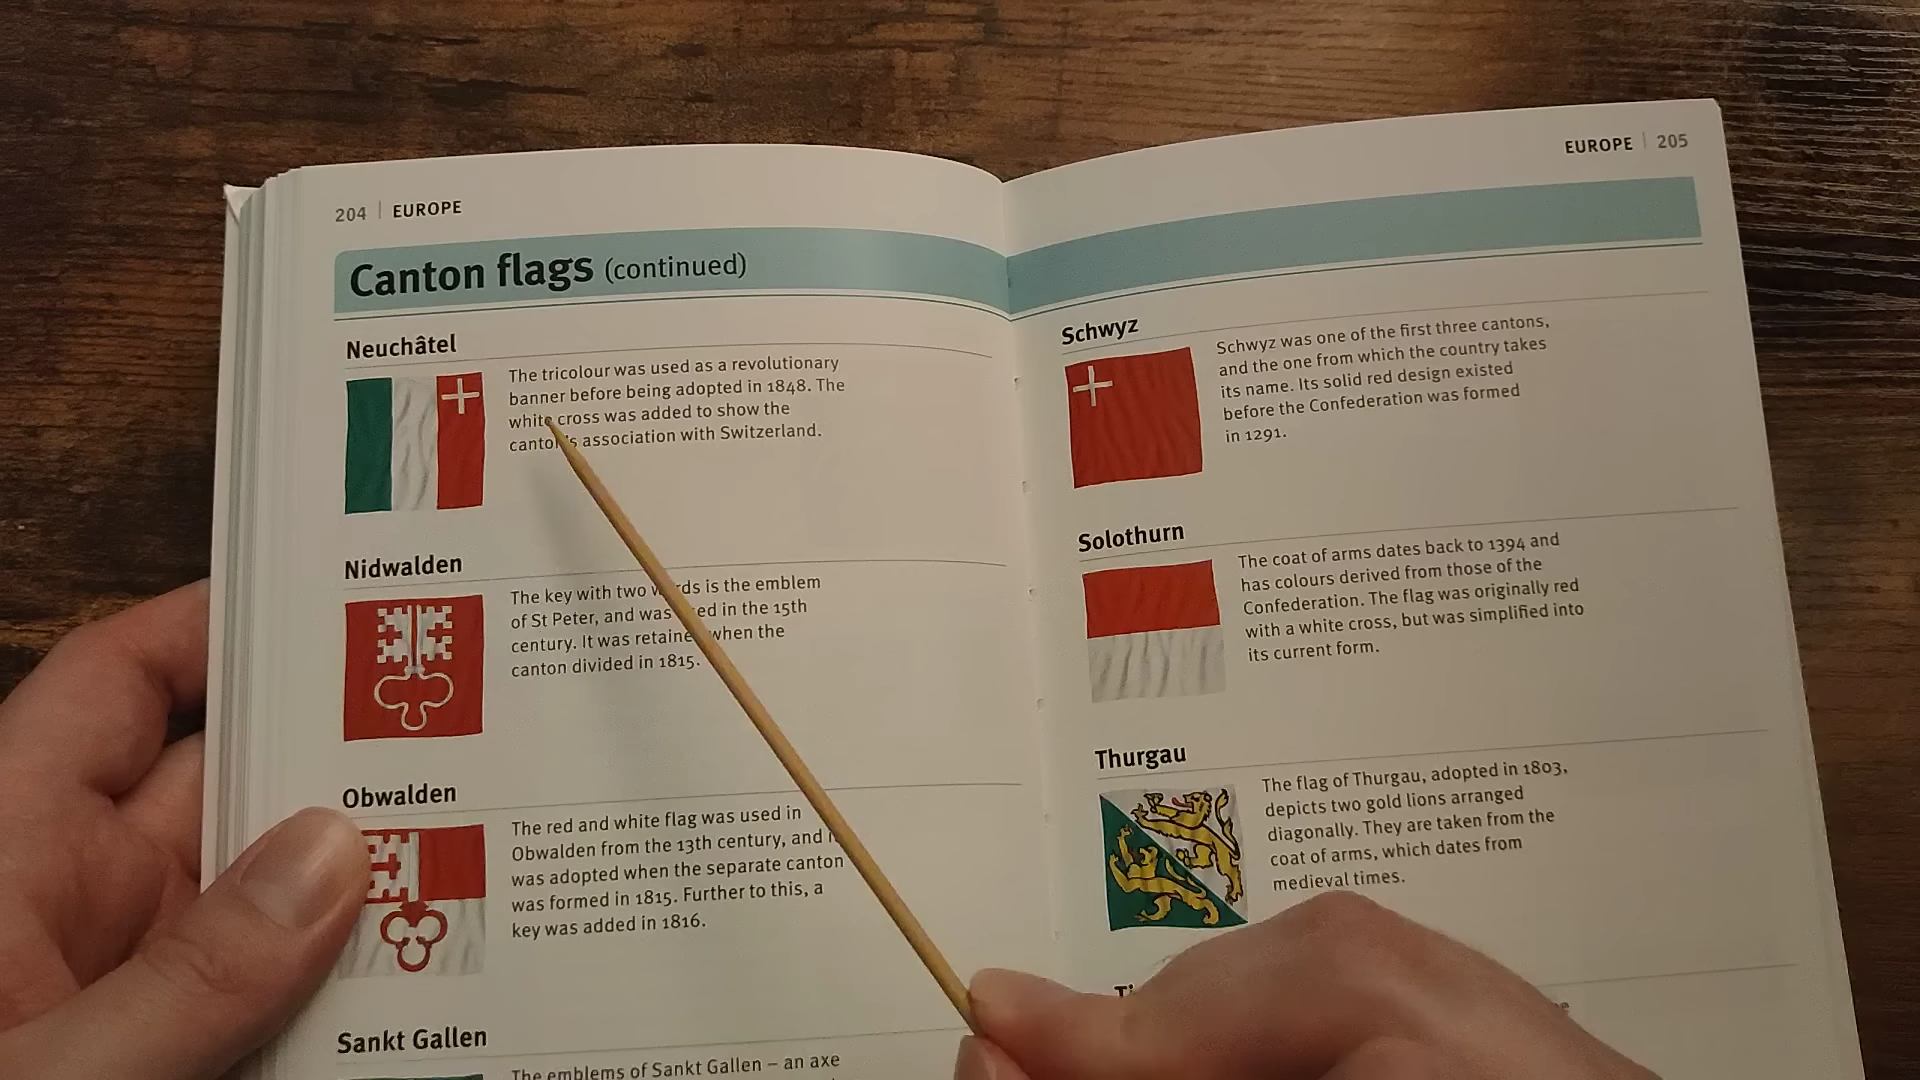 204 | EUROPE
Canton flags (continued)
Neuchâtel
The tricolour was used as a revolutionary
banner before being adopted in 1848. The
white cross was added to show the
canton's association with Switzerland.
Nidwalden
The key with two is the emblem
of St Peter, and was in the 15th
century. It was retained when the
canton divided in 1815.
Obwalden
The red and white flag was used in
Obwalden from the 13th century, and
was adopted when the separate canton
was formed in 1815. Further to this, a
key was added in 1816.
Sankt Gallen
The emblems of Sankt Gallen – an axe
EUROPE | 205
Schwyz
Schwyz was one of the first three cantons,
and the one from which the country takes
its name. Its solid red design existed
before the Confederation was formed
in 1291.
Solothurn
The coat of arms dates back to 1394 and
has colours derived from those of the
Confederation. The flag was originally red
with a white cross, but was simplified into
its current form.
Thurgau
The flag of Thurgau, adopted in 1803,
depicts two gold lions arranged
diagonally. They are taken from the
coat of arms, which dates from
medieval times.